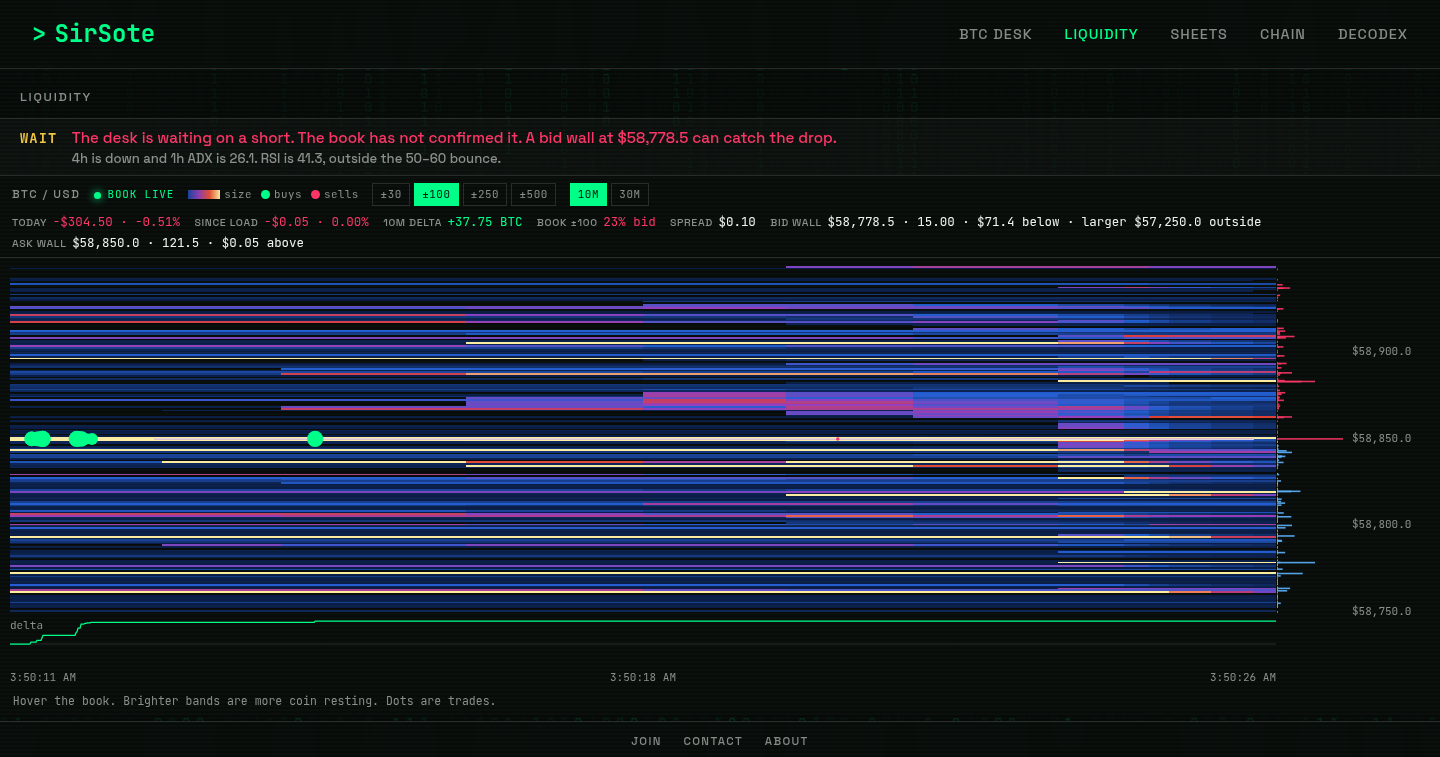 > SirSote
BTC DESK LIQUIDITY SHEETS CHAIN DECODEX
LIQUIDITY
WAIT The desk is waiting on a short. The book has not confirmed it. A bid wall at $58,778.5 can catch the drop.
4h is down and 1h ADX is 26.1. RSI is 41.3, outside the 50–60 bounce.
BTC / USD BOOK LIVE size buys sells ±30 ±100 ±250 ±500 10M 30M
TODAY -$304.50 · -0.51% SINCE LOAD -$0.05 · 0.00% 10M DELTA +37.75 BTC BOOK ±100 23% bid SPREAD $0.10 BID WALL $58,778.5 · 15.00 · $71.4 below · larger $57,250.0 outside
ASK WALL $58,850.0 · 121.5 · $0.05 above
$58,900.0
$58,850.0
$58,800.0
$58,750.0
delta
3:50:11 AM 3:50:18 AM 3:50:26 AM
Hover the book. Brighter bands are more coin resting. Dots are trades.
JOIN CONTACT ABOUT